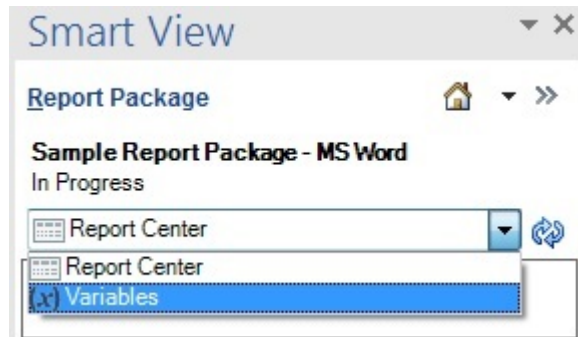 Smart View
Report Package
Sample Report Package - MS Word
In Progress
Report Center
Report Center
(x) Variables